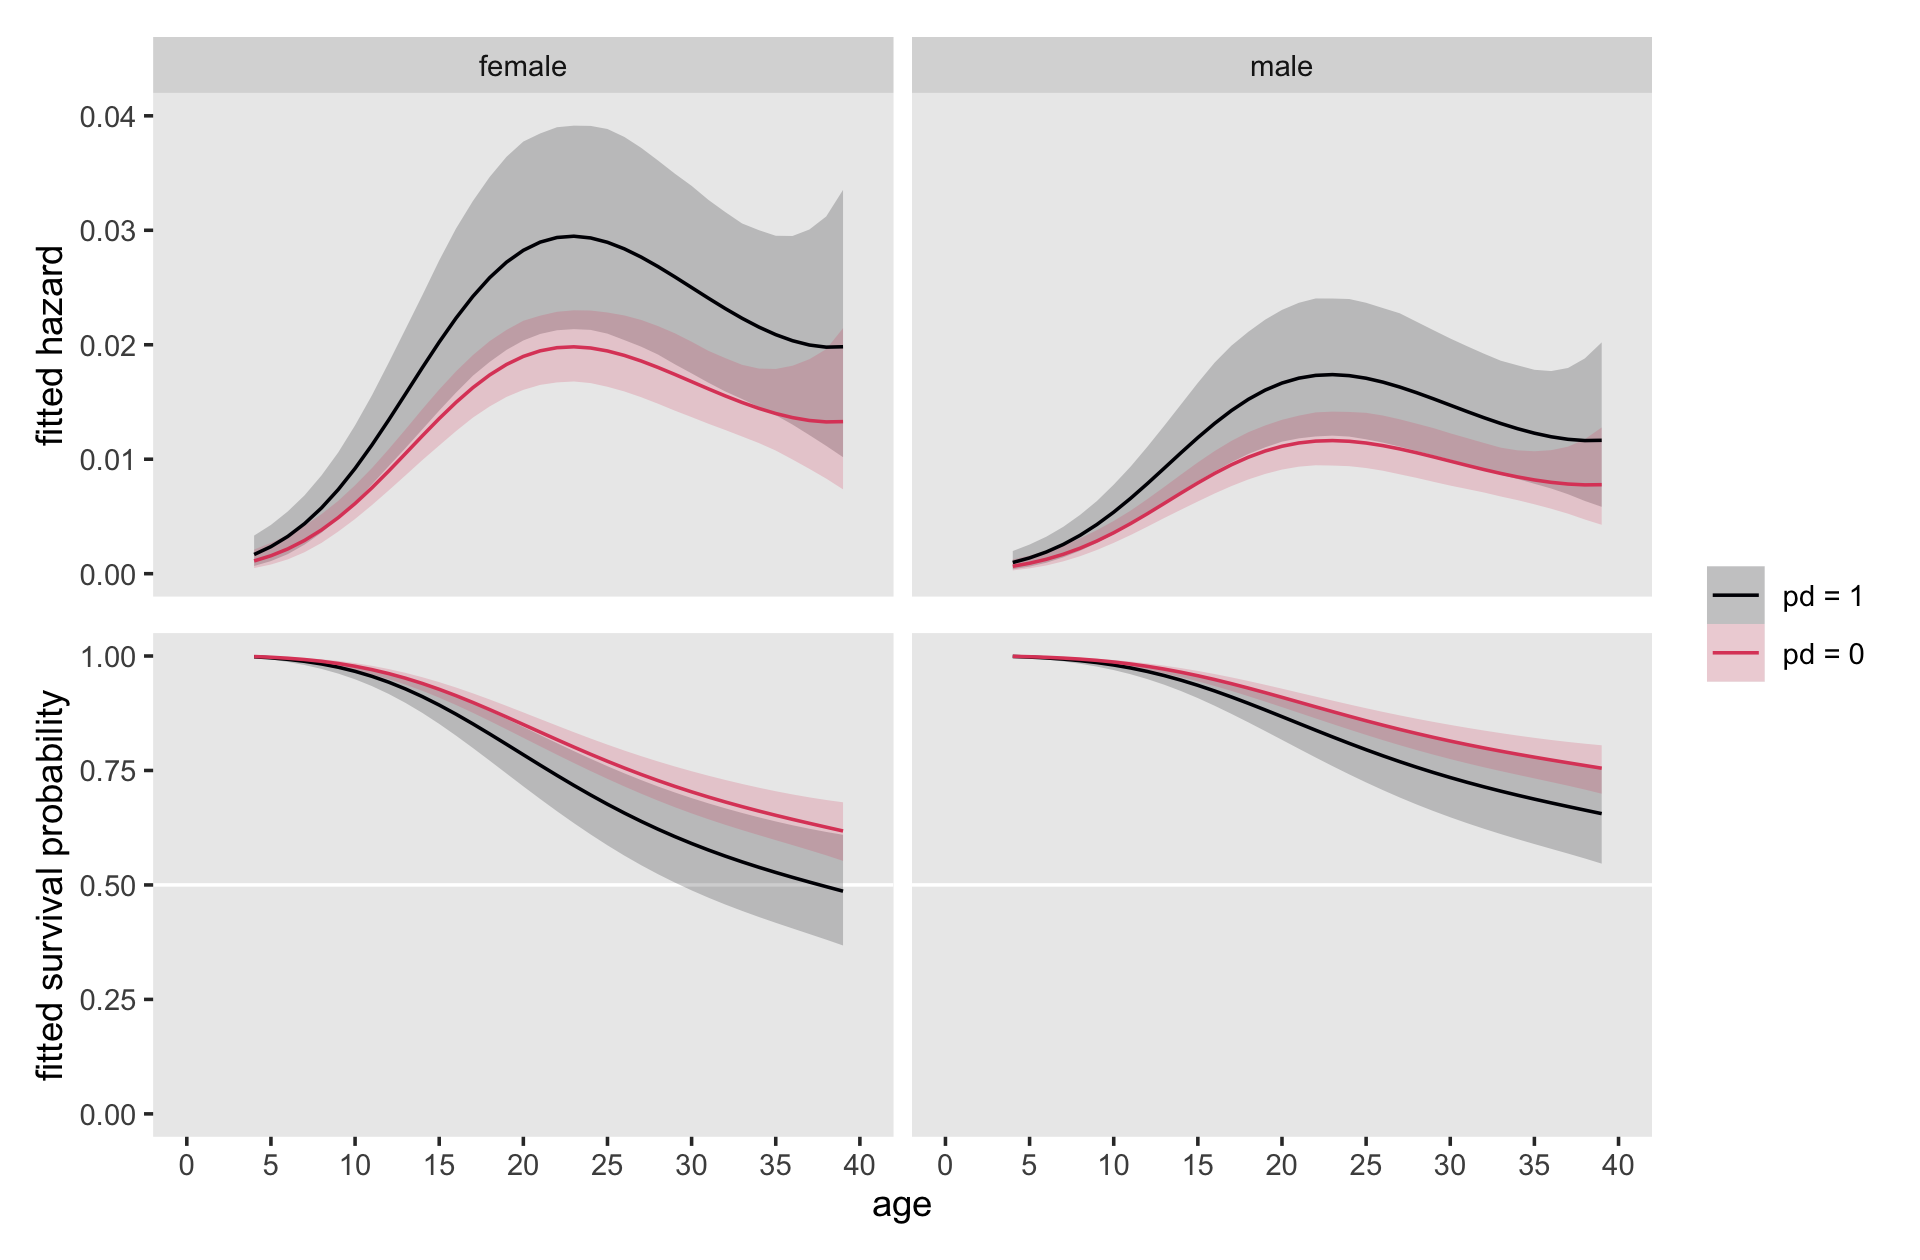 female
male
fitted hazard
0.04
0.03
0.02
0.01
0.00
pd = 1
pd = 0
fitted survival probability
1.00
0.75
0.50
0.25
0.00
0 5 10 15 20 25 30 35 40
0 5 10 15 20 25 30 35 40
age